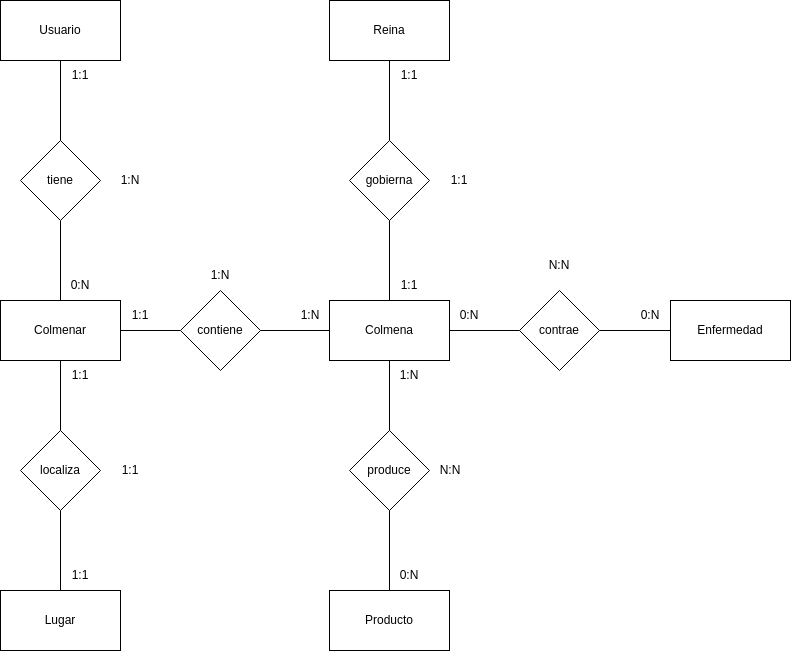 Usuario
Reina
1:1
1:1
tiene
1:N
gobierna
1:1
N:N
1:N
0:N
1:1
1:1
1:N
0:N
0:N
Colmenar
contiene
Colmena
contrae
Enfermedad
1:1
1:N
localiza
1:1
produce
N:N
1:1
0:N
Lugar
Producto